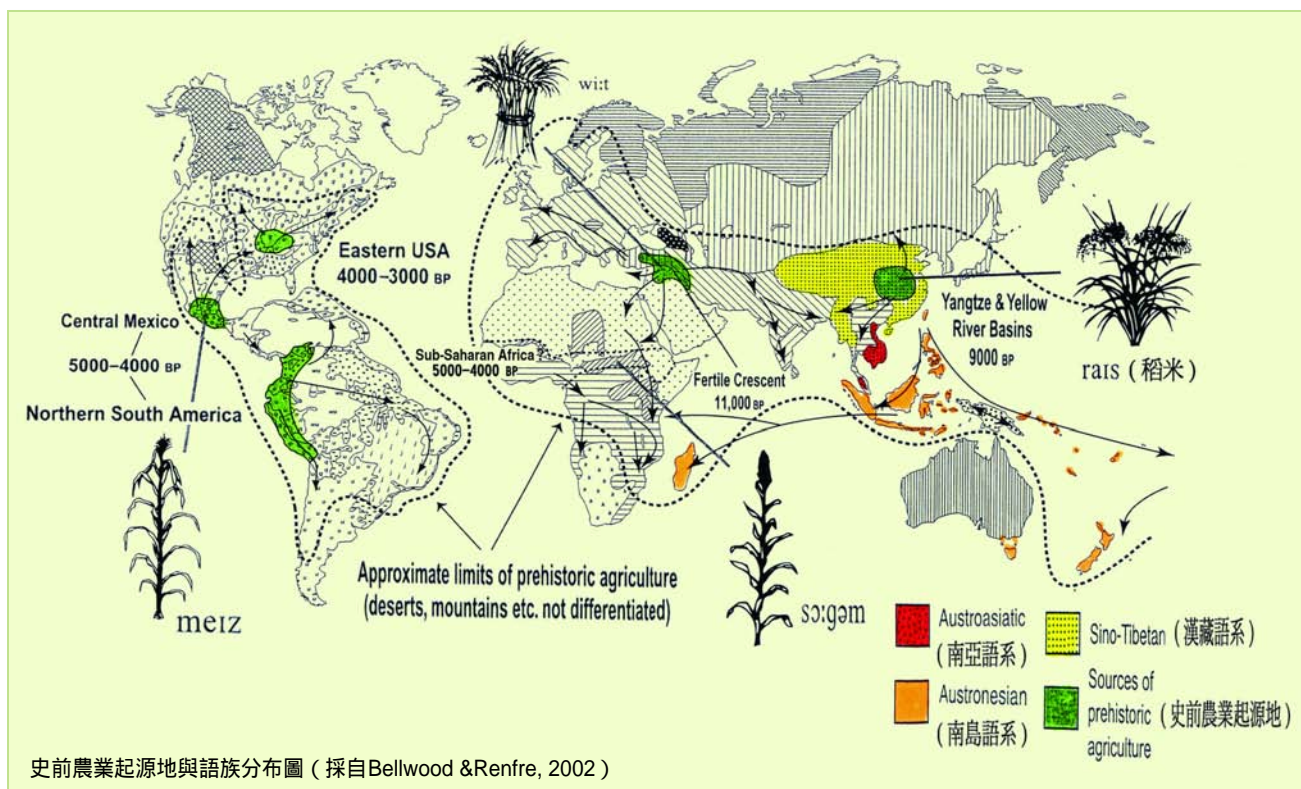 wi:t
Eastern USA
4000–3000 BP
Central Mexico
5000–4000 BP
Northern South America
meɪz
Sub-Saharan Africa?
5000–4000 BP
Fertile Crescent
11,000 BP
Yangtze & Yellow
River Basins
9000 BP
raɪs（稻米）
Approximate limits of prehistoric agriculture
(deserts, mountains etc. not differentiated)
sɔ:gəm
Austroasiatic
（南亞語系）
Sino-Tibetan（漢藏語系）
Austronesian
（南島語系）
Sources of
prehistoric（史前農業起源地）
agriculture
史前農業起源地與語族分布圖（採自Bellwood &Renfre, 2002）